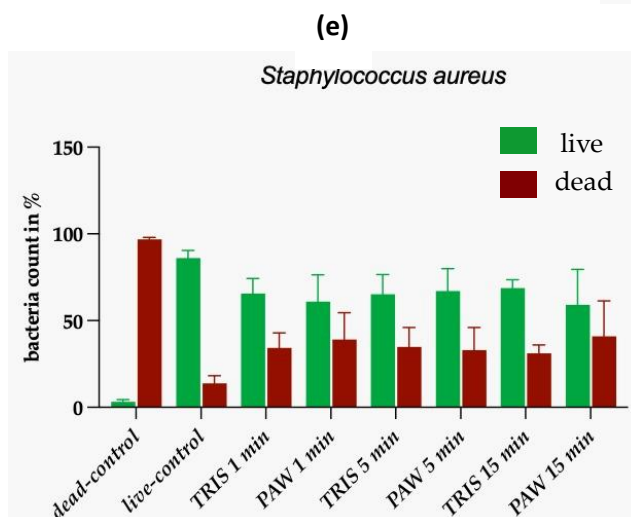 (e)
Staphylococcus aureus
live
dead
bacteria count in %
150
100
50
0
dead-control
live-control
TRIS 1 min
PAW 1 min
TRIS 5 min
PAW 5 min
TRIS 15 min
PAW 15 min